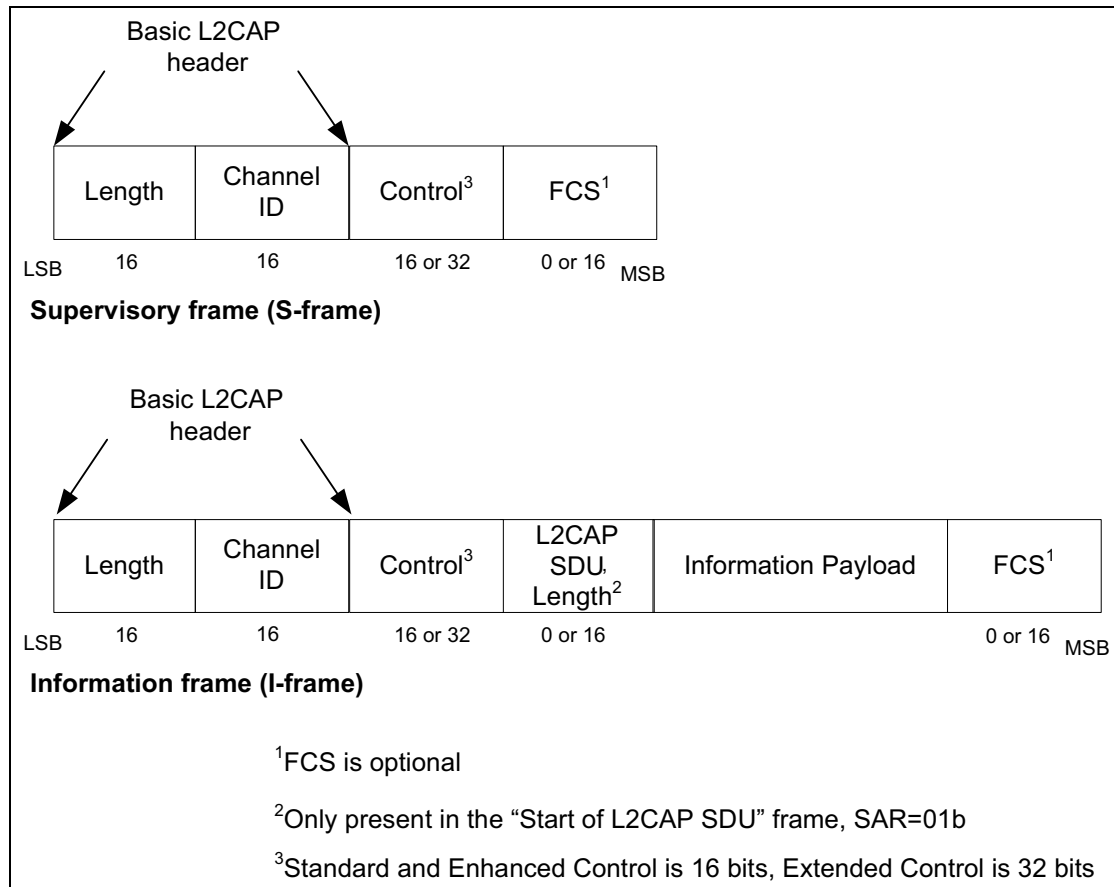 Basic L2CAP
header
Length
Channel
ID
Control³
FCS¹
LSB
16
16
16 or 32
0 or 16
MSB
Supervisory frame (S-frame)
Basic L2CAP
header
Length
Channel
ID
Control³
L2CAP
SDU,
Length²
Information Payload
FCS¹
LSB
16
16
16 or 32
0 or 16
0 or 16
MSB
Information frame (I-frame)
¹FCS is optional
²Only present in the “Start of L2CAP SDU” frame, SAR=01b
³Standard and Enhanced Control is 16 bits, Extended Control is 32 bits